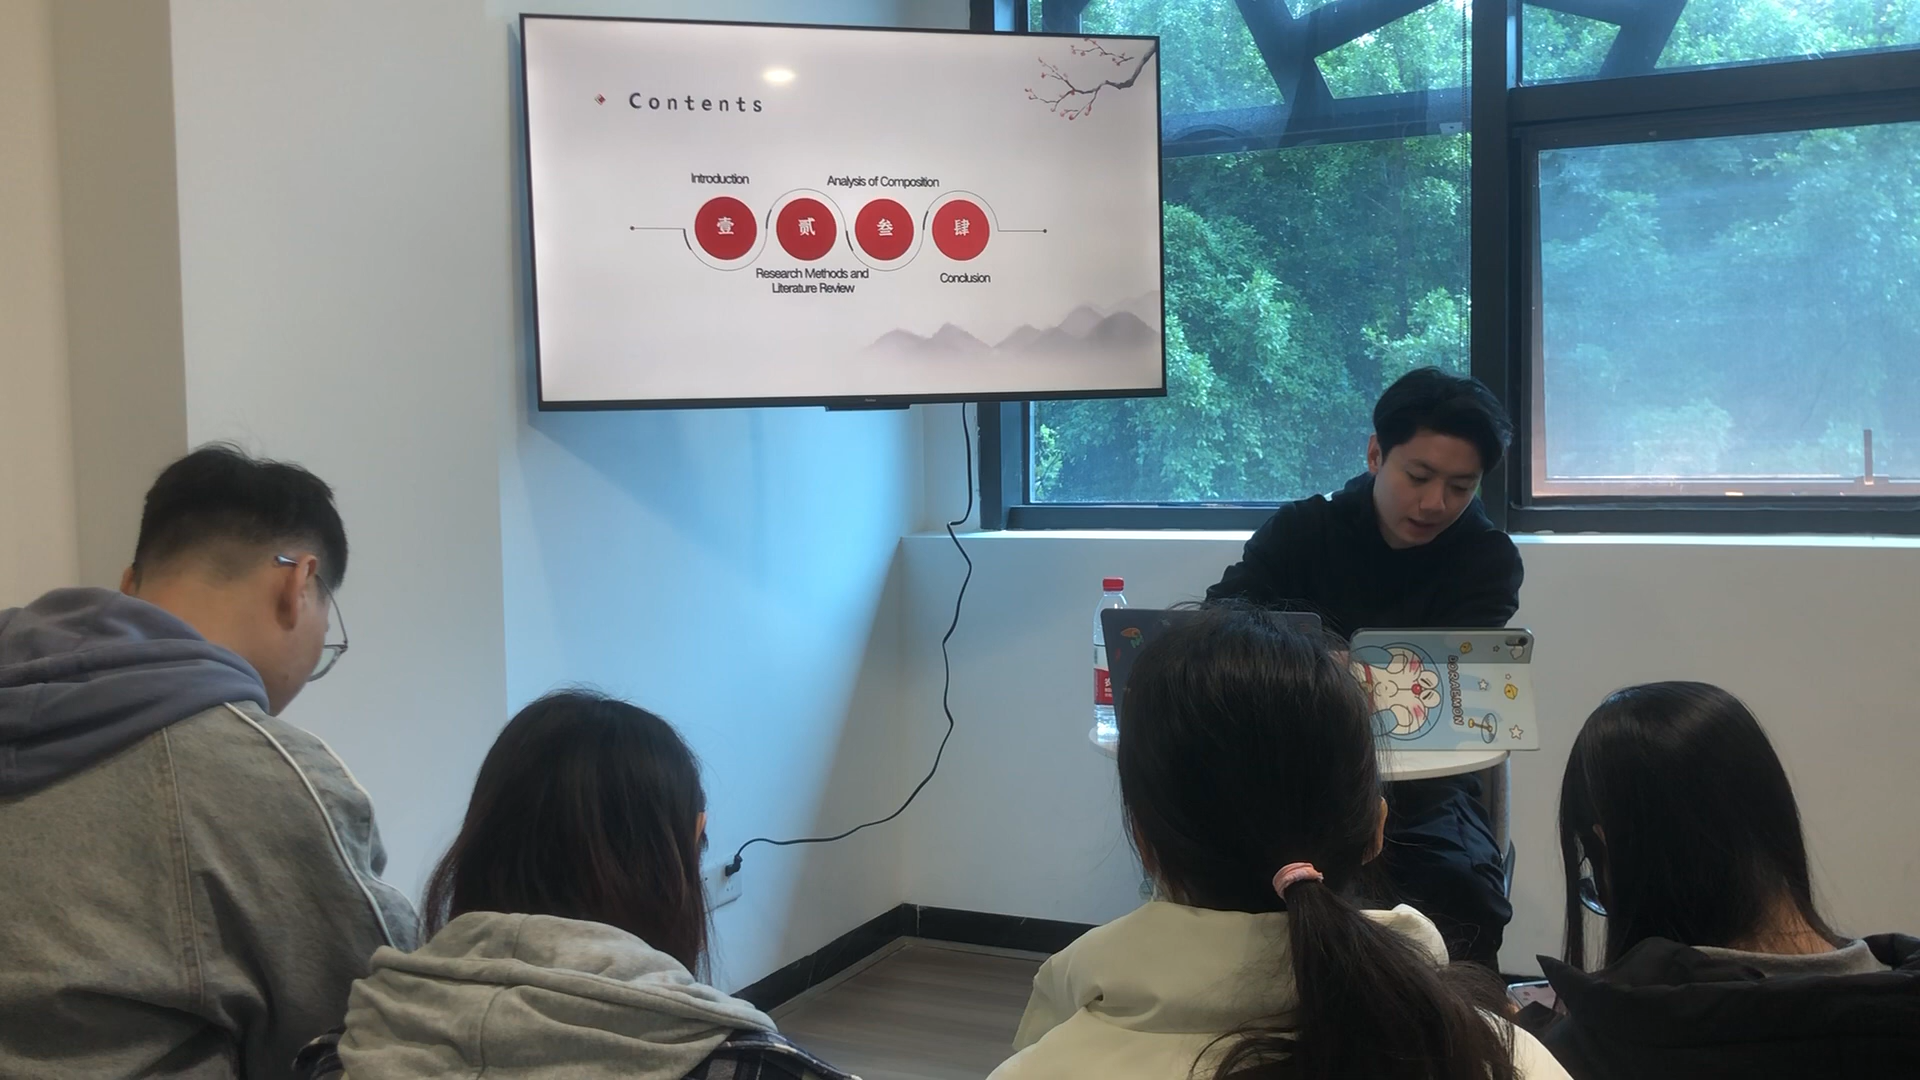 Contents
Introduction
Analysis of Composition
壹
贰
叁
肆
Research Methods and
Literature Review
Conclusion
DORAEMON